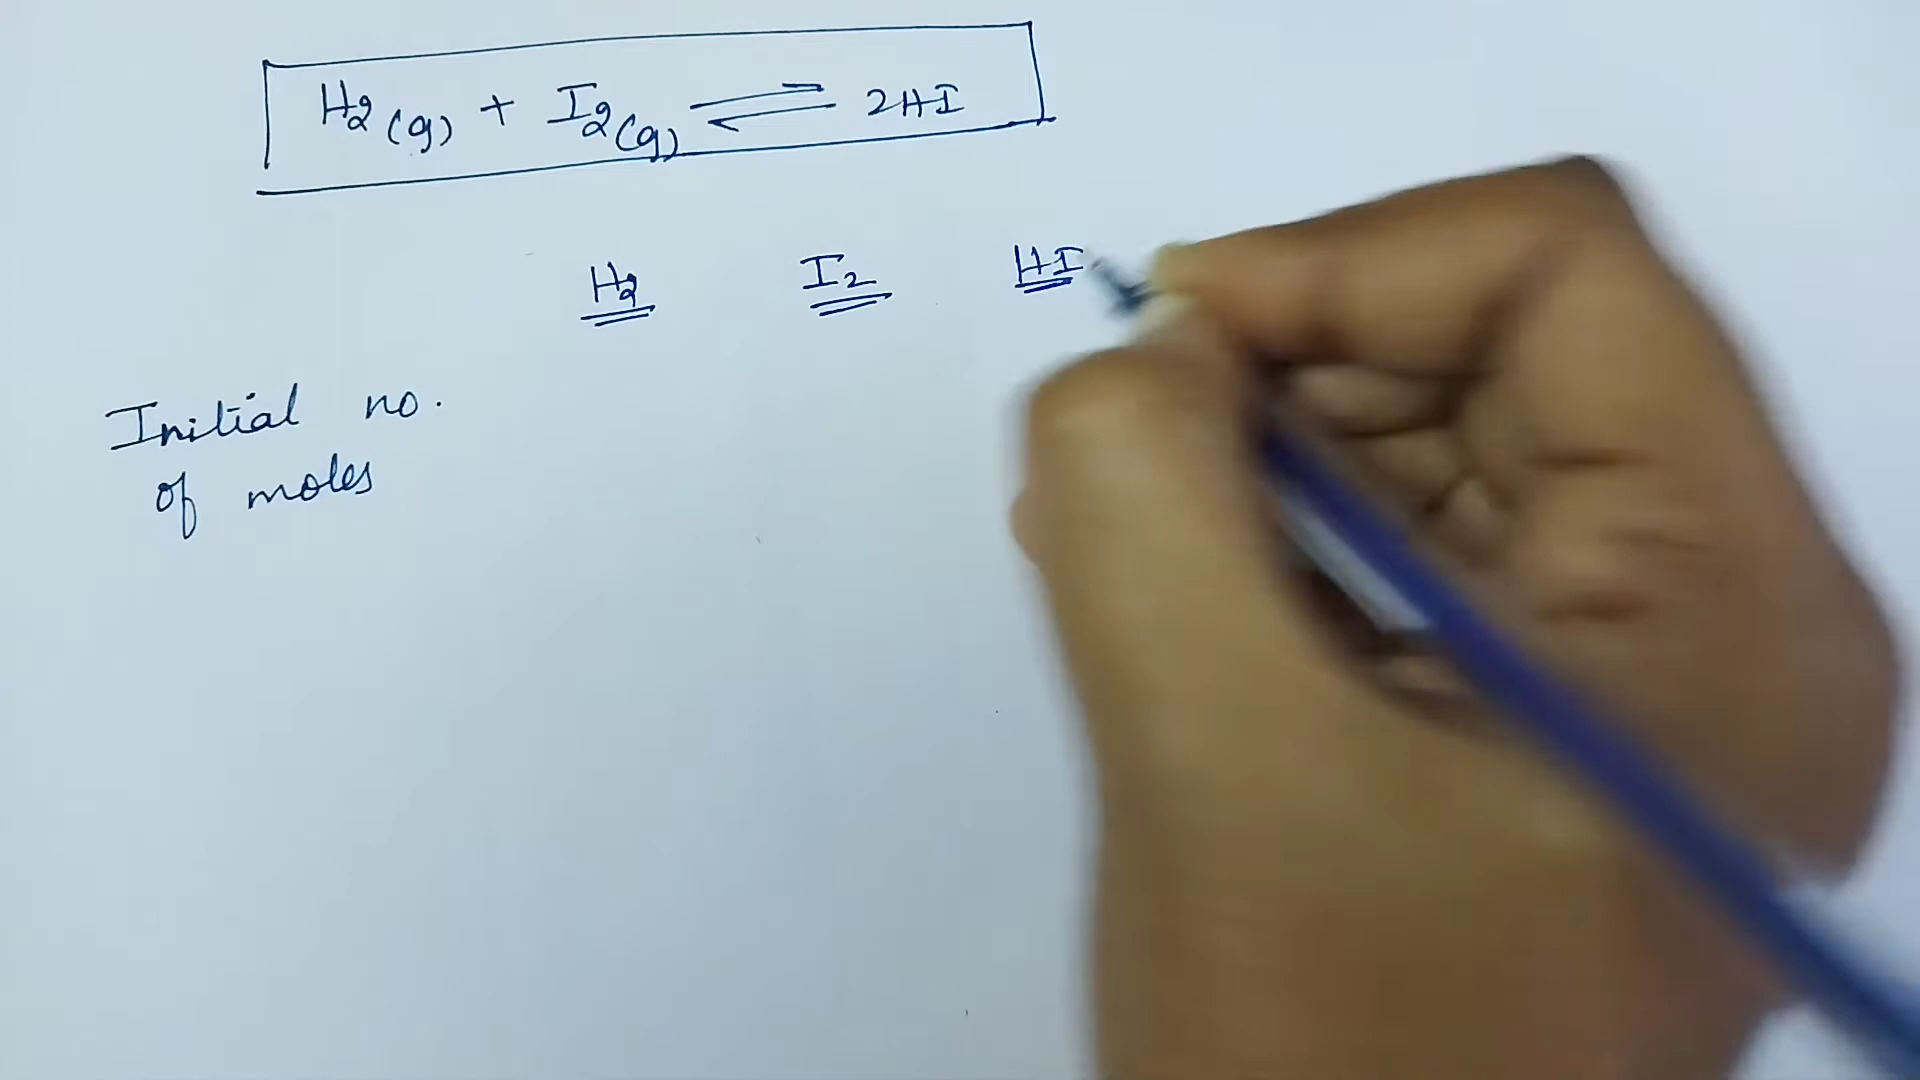 H2(g) + I2(g) ⇌ 2HI
H2 I2 HI
Initial no.
of moles